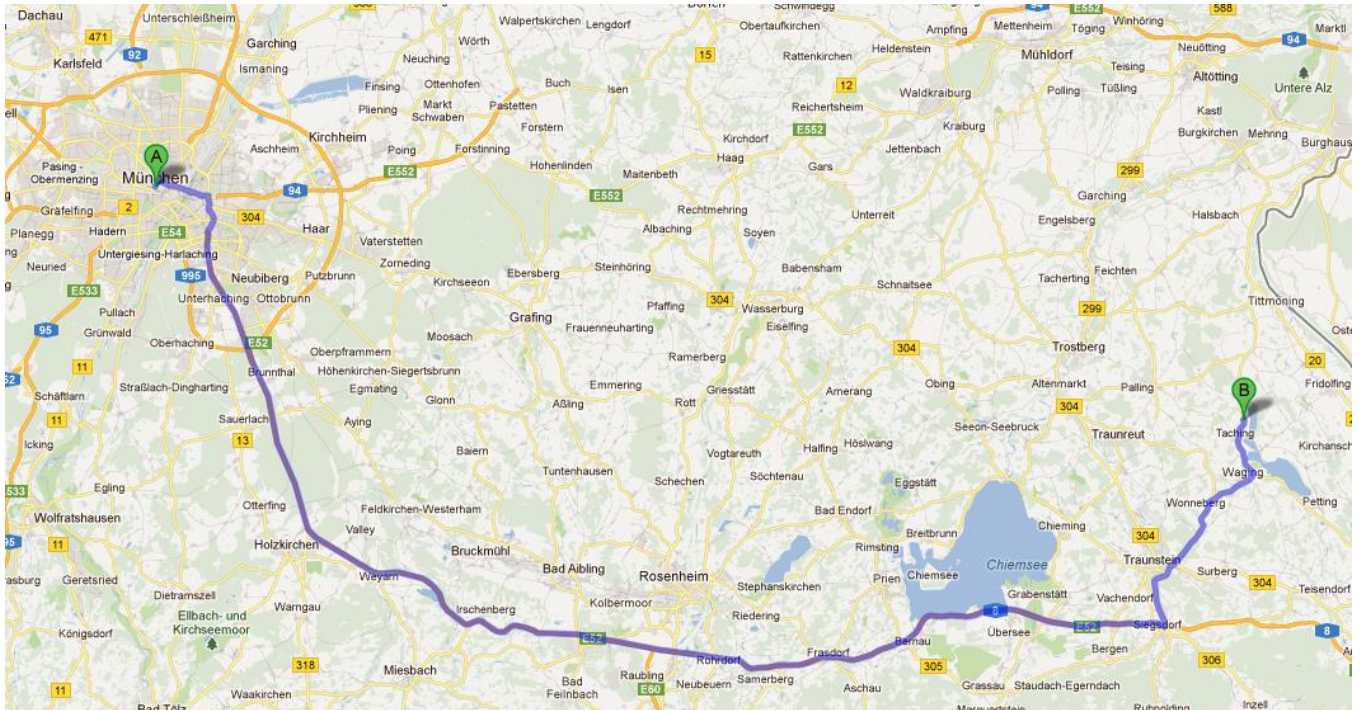 Dachau
Unterschleißheim
Walpertskirchen
Lengdorf
Obertaufkirchen
Ampfing
94
Mettenheim
Töging
E552
Winhöring
588
Marktl
471
Karlsfeld
92
Garching
Ismaning
Wörth
Neuching
15
Heldenstein
Rattenkirchen
Mühldorf
Neuötting
94
Teising
Altötting
Finsing
Ottenhofen
Buch
Isen
12
Waldkraiburg
Polling
Tüßling
Untere Alz
Pliening
Markt
Schwaben
Pastetten
Forstern
Reichertsheim
Kastl
Kirchheim
E552
Kraiburg
Burgkirchen
Mehring
Burghaus
A
Aschheim
Poing
Forstinning
Kirchdorf
Jettenbach
Pasing -
Obermenzing
München
E552
Hohenlinden
Haag
Gars
299
94
Maitenbeth
E552
Garching
Gräfelfing
2
304
Rechtmehring
Unterreit
Halsbach
Planegg
Hadern
E54
Haar
Vaterstetten
Albaching
Soyen
Engelsberg
Neuried
Untergiesing-Harlaching
Zorneding
995
Neubiberg
Putzbrunn
Kirchseeon
Ebersberg
Steinhöring
Babensham
Tacherting
Feichten
E533
Unterhaching
Ottobrunn
Pfaffing
304
Wasserburg
Schnaitsee
Tittmoning
Pullach
95
Grünwald
Grafing
Frauenneuharting
Eiselfing
299
Oberhaching
E52
Moosach
Trostberg
11
Oberpframmern
Ramerberg
304
20
52
Brunnthal
Höhenkirchen-Siegertsbrunn
Straßlach-Dingharting
Egmating
Emmering
Griesstätt
Amerang
Obing
Altenmarkt
Palling
B
Fridolfing
Schäftlarn
Glonn
Aßling
Rott
304
11
Sauerlach
Aying
Seeon-Seebruck
Traunreut
Taching
Icking
13
Halfing
Höslwang
Kirchansch
Baiern
Vogtareuth
533
Egling
Tuntenhausen
Schechen
Söchtenau
Eggstätt
Waging
Otterfing
Wonneberg
Petting
Wolfratshausen
Feldkirchen-Westerham
Bad Endorf
Chieming
Valley
Breitbrunn
304
11
Holzkirchen
Bruckmühl
Rimsting
Traunstein
Weyarn
Bad Aibling
Rosenheim
Chiemsee
Surberg
Geretsried
Stephanskirchen
Prien
Chiemsee
304
Teisendorf
Dietramszell
Kolbermoor
Grabenstätt
Vachendorf
Warngau
Irschenberg
Riedering
8
Ellbach- und
Kirchseemoor
E52
Übersee
E52
Siegsdorf
8
Königsdorf
Bernau
Bergen
318
Miesbach
Rohrdorf
Frasdorf
305
306
Raubling
Samerberg
11
Waakirchen
Bad
Feilnbach
E60
Neubeuern
Aschau
Grassau
Staudach-Egerndach
Bad Tölz
Marquartstein
Ruhpolding
Inzell